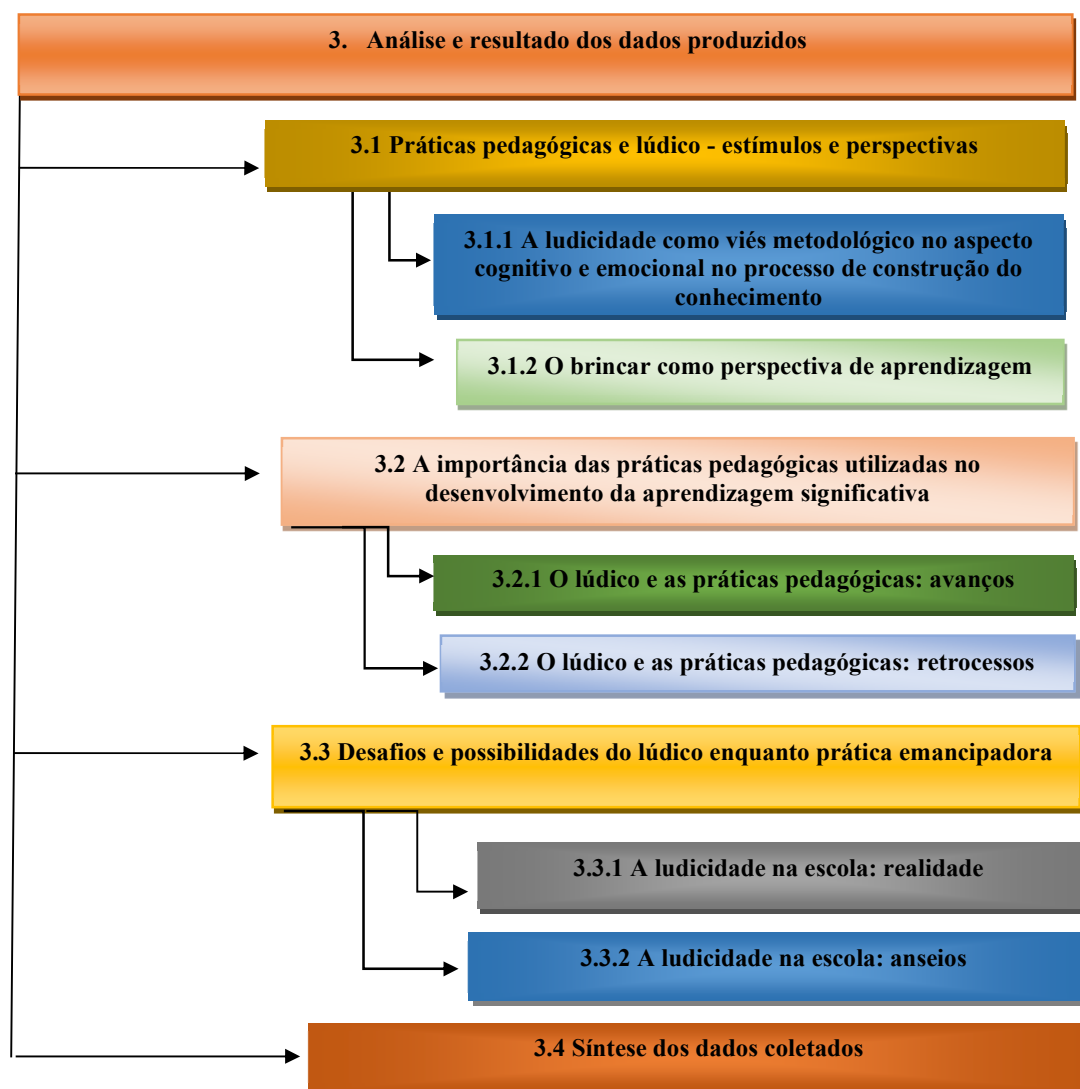 3. Análise e resultado dos dados produzidos
3.1 Práticas pedagógicas e lúdico - estímulos e perspectivas
3.1.1 A ludicidade como viés metodológico no aspecto
cognitivo e emocional no processo de construção do
conhecimento
3.1.2 O brincar como perspectiva de aprendizagem
3.2 A importância das práticas pedagógicas utilizadas no
desenvolvimento da aprendizagem significativa
3.2.1 O lúdico e as práticas pedagógicas: avanços
3.2.2 O lúdico e as práticas pedagógicas: retrocessos
3.3 Desafios e possibilidades do lúdico enquanto prática emancipadora
3.3.1 A ludicidade na escola: realidade
3.3.2 A ludicidade na escola: anseios
3.4 Síntese dos dados coletados